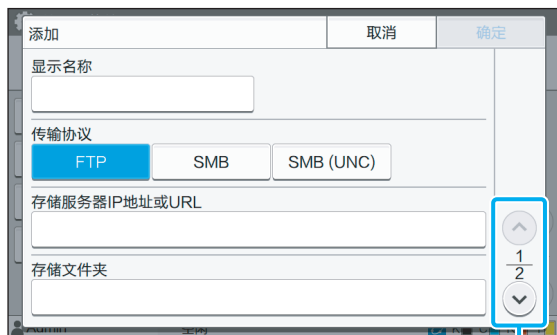 添加 取消 确定
显示名称
传输协议
FTP SMB SMB (UNC)
存储服务器IP地址或URL
1
2
存储文件夹
Admin